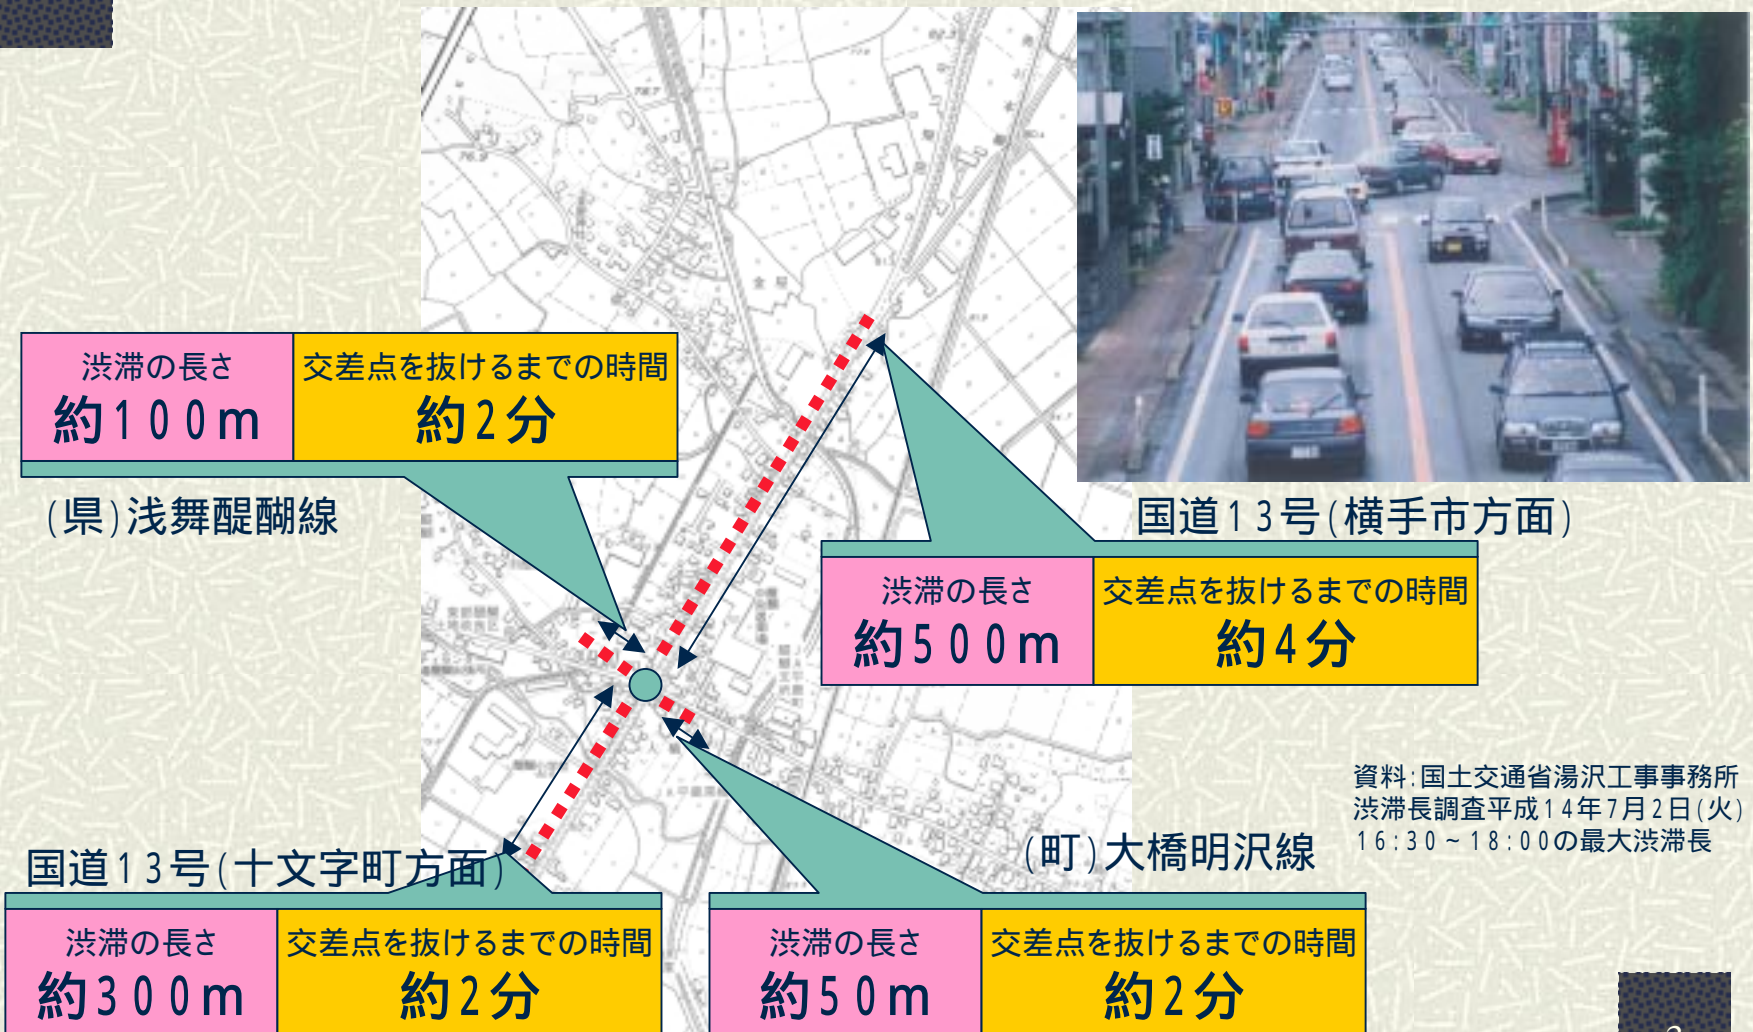 渋滞の長さ
約100m
交差点を抜けるまでの時間
約2分
(県)浅舞醍醐線
国道13号(横手市方面)
渋滞の長さ
約500m
交差点を抜けるまでの時間
約4分
資料:国土交通省湯沢工事事務所
渋滞長調査平成14年7月2日(火)
16:30~18:00の最大渋滞長
国道13号(十文字町方面)
渋滞の長さ
約300m
交差点を抜けるまでの時間
約2分
(町)大橋明沢線
渋滞の長さ
約50m
交差点を抜けるまでの時間
約2分